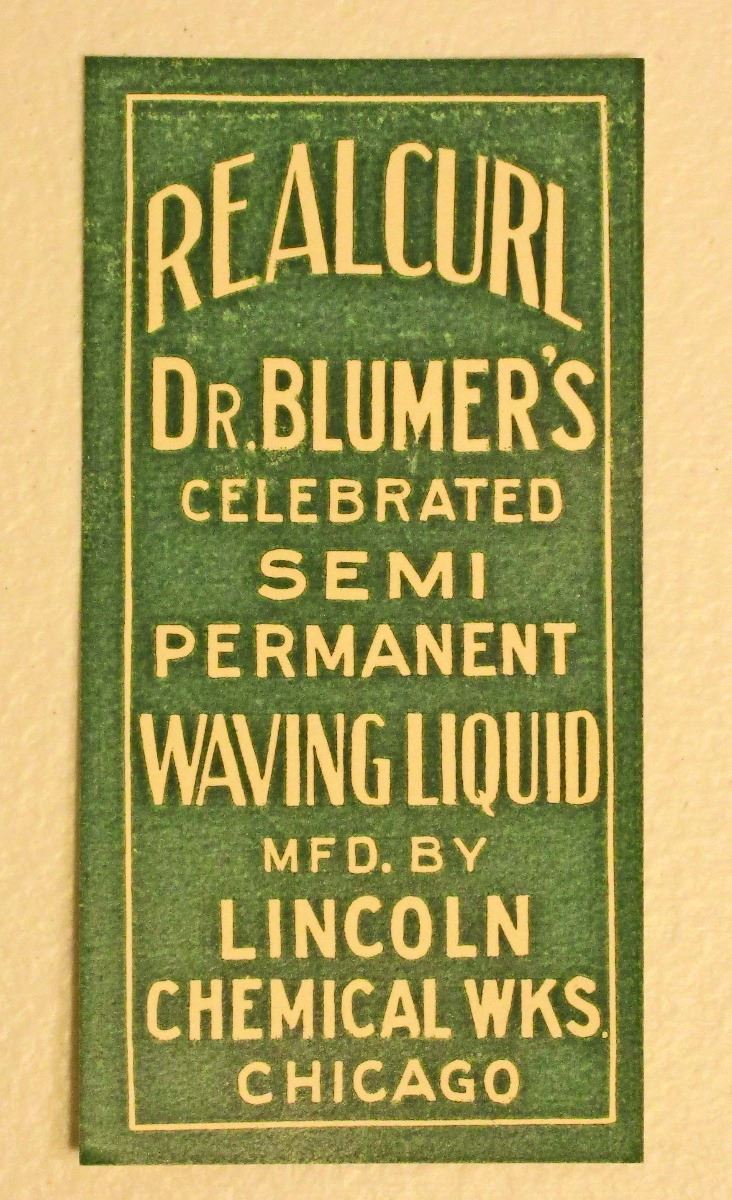 REALCURL
DR. BLUMER'S
CELEBRATED
SEMI
PERMANENT
WAVING LIQUID
MFD. BY
LINCOLN
CHEMICAL WKS.
CHICAGO